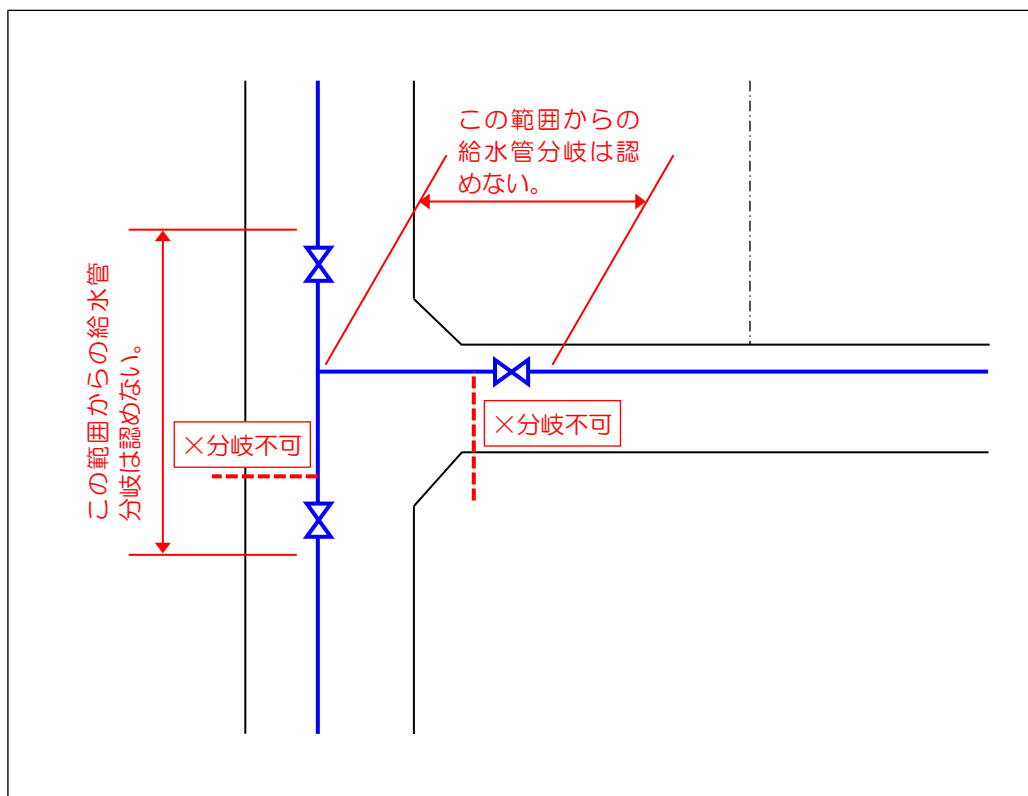 この範囲からの
給水管分岐は認
めない。
この範囲からの給水管
分岐は認めない。
×分岐不可
×分岐不可